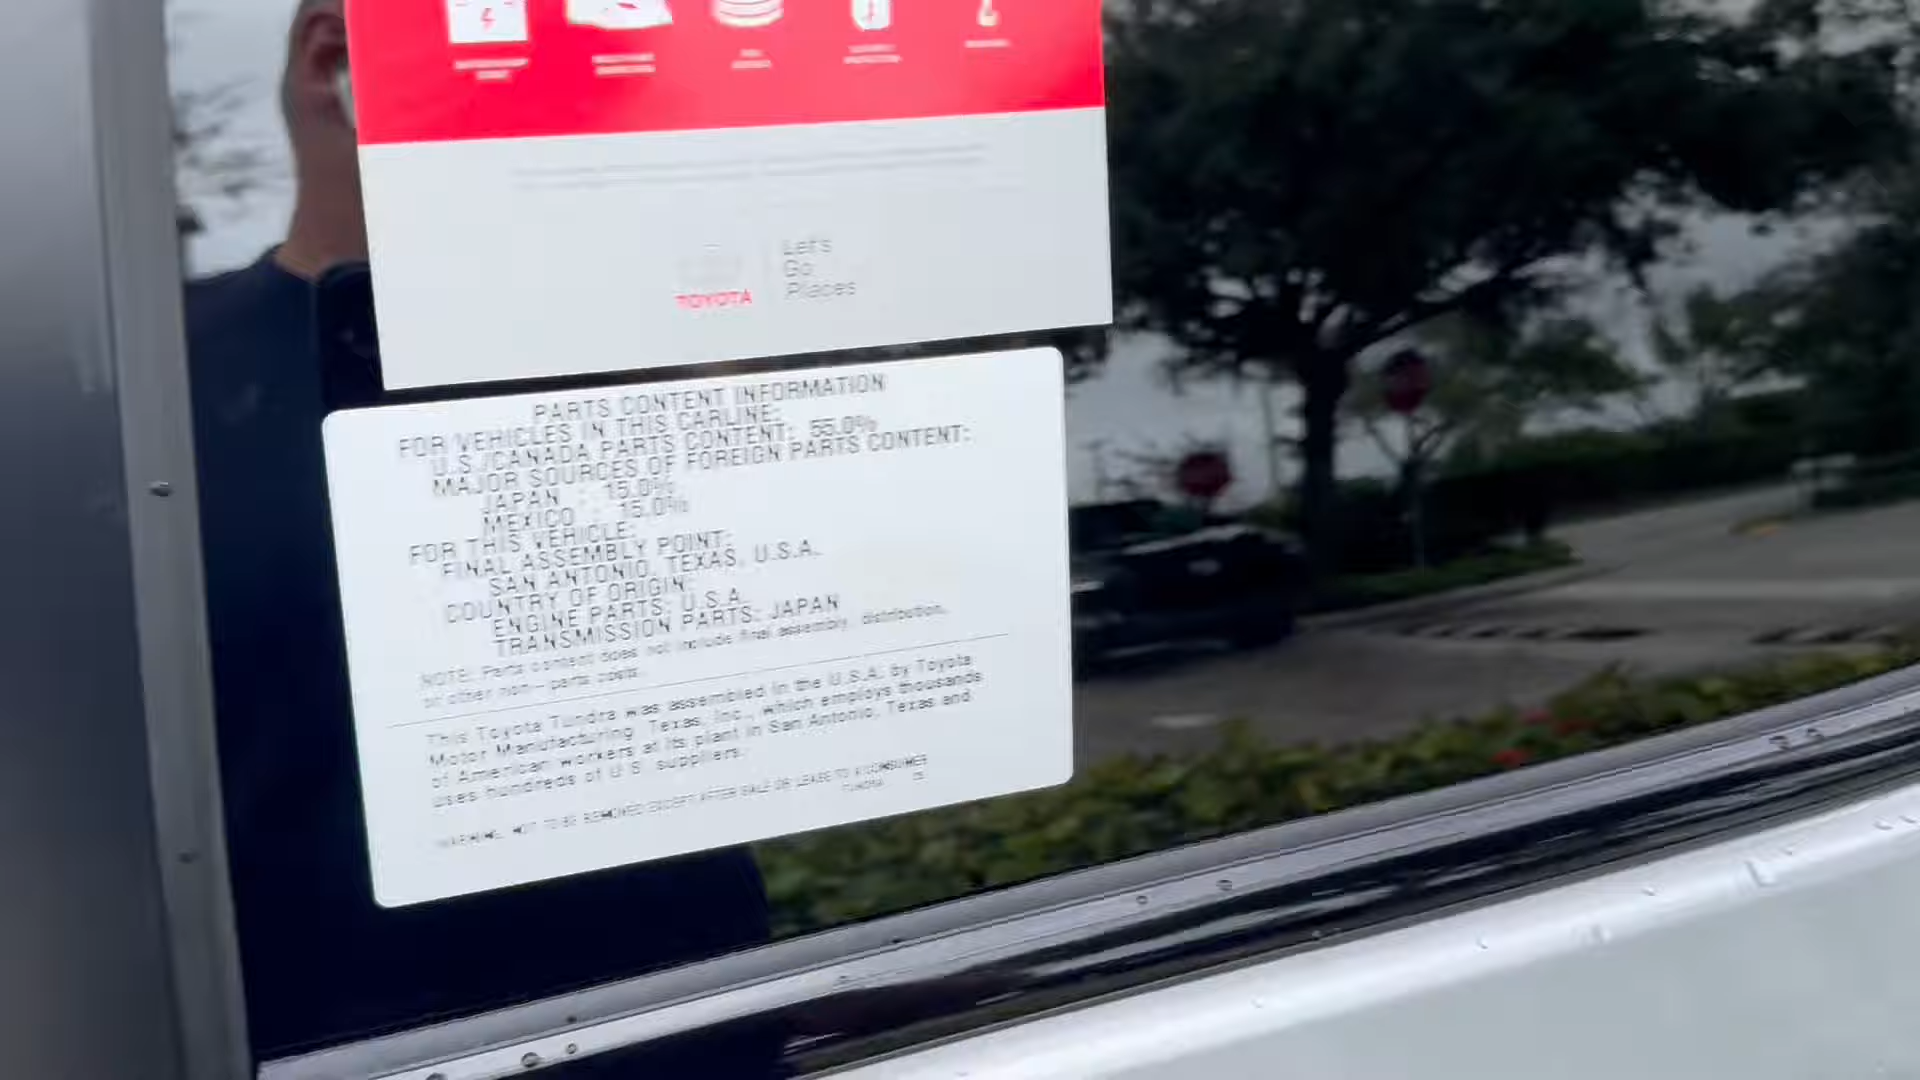 Let's
Go
Places
TOYOTA
PARTS CONTENT INFORMATION
FOR VEHICLES IN THIS CARLINE:
U.S./CANADA PARTS CONTENT: 55.0%
MAJOR SOURCES OF FOREIGN PARTS CONTENT:
JAPAN : 15.0%
MEXICO : 15.0%
FOR THIS VEHICLE:
FINAL ASSEMBLY POINT:
SAN ANTONIO, TEXAS, U.S.A.
COUNTRY OF ORIGIN:
ENGINE PARTS: U.S.A.
TRANSMISSION PARTS: JAPAN
NOTE: Parts content does not include final assembly, distribution,
or other non-parts costs.
This Toyota Tundra was assembled in the U.S.A. by Toyota
Motor Manufacturing, Texas, Inc., which employs thousands
of American workers at its plant in San Antonio, Texas and
uses hundreds of U.S. suppliers.
WARNING: NOT TO BE REMOVED EXCEPT AFTER SALE OR LEASE TO A CONSUMER
TUNDRA